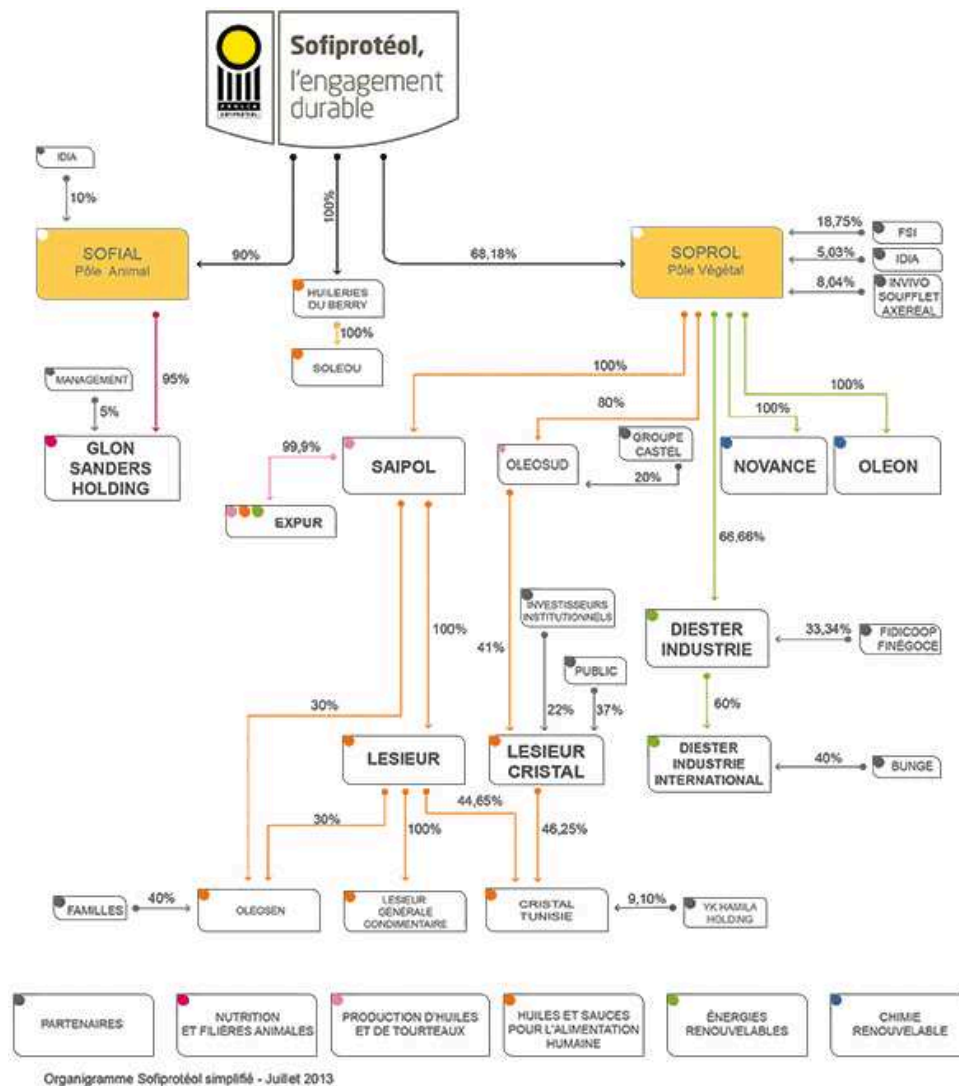 Sofiprotéol,
l'engagement
durable
PROLEA
SOFIPROTEOL
IDIA
10%
100%
SOFIAL
Pôle Animal
90%
68,18%
SOPROL
Pôle Végétal
18,75%
FSI
5,03%
IDIA
8,04%
INVIVO
SOUFFLET
AXEREAL
HUILERIES
DU BERRY
100%
SOLEOU
MANAGEMENT
5%
95%
GLON
SANDERS
HOLDING
100%
80%
100%
100%
99,9%
SAIPOL
OLEOSUD
GROUPE
CASTEL
20%
NOVANCE
OLEON
EXPUR
66,66%
INVESTISSEURS
INSTITUTIONNELS
100%
41%
PUBLIC
22%
37%
DIESTER
INDUSTRIE
33,34%
FIDICOOP
FINÉGOCE
60%
30%
LESIEUR
LESIEUR
CRISTAL
DIESTER
INDUSTRIE
INTERNATIONAL
40%
BUNGE
30%
100%
44,65%
46,25%
FAMILLES
40%
OLEOSEN
LESIEUR
GÉNÉRALE
CONDIMENTAIRE
CRISTAL
TUNISIE
9,10%
YK HAMILA
HOLDING
PARTENAIRES
NUTRITION
ET FILIÈRES ANIMALES
PRODUCTION D'HUILES
ET DE TOURTEAUX
HUILES ET SAUCES
POUR L'ALIMENTATION
HUMAINE
ÉNERGIES
RENOUVELABLES
CHIMIE
RENOUVELABLE
Organigramme Sofiprotéol simplifié - Juillet 2013